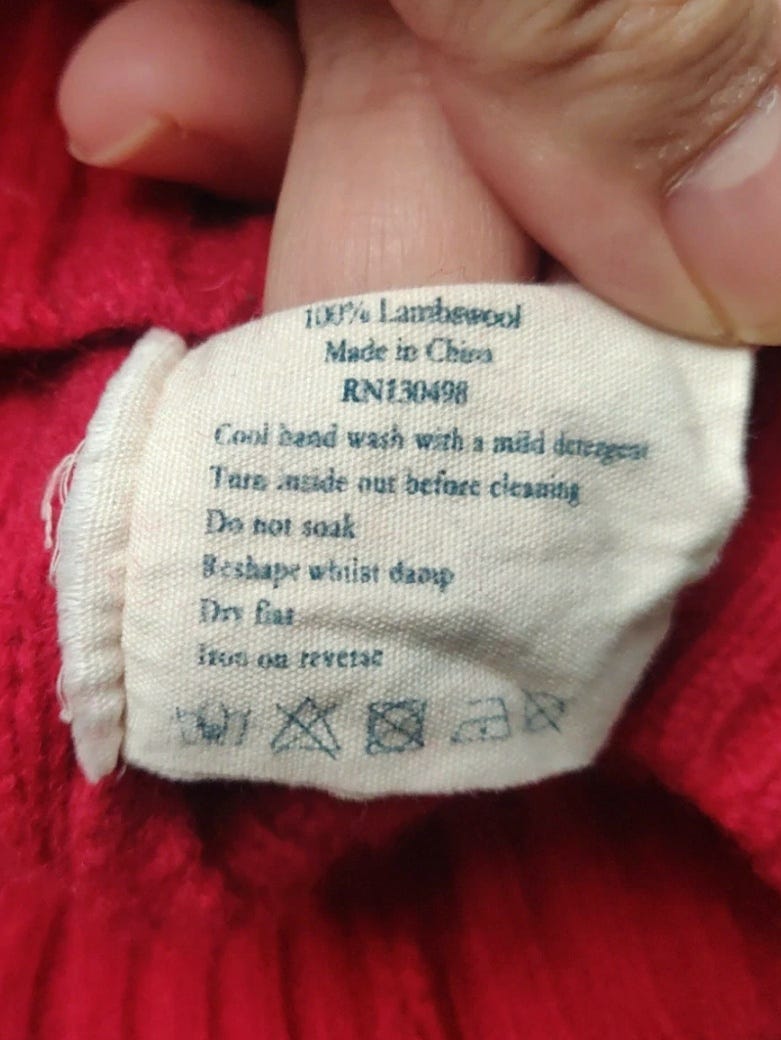 100% Lambswool
Made in China
RN130498
Cool hand wash with a mild detergent
Turn inside out before cleaning
Do not soak
Reshape whilst damp
Dry flat
Iron on reverse